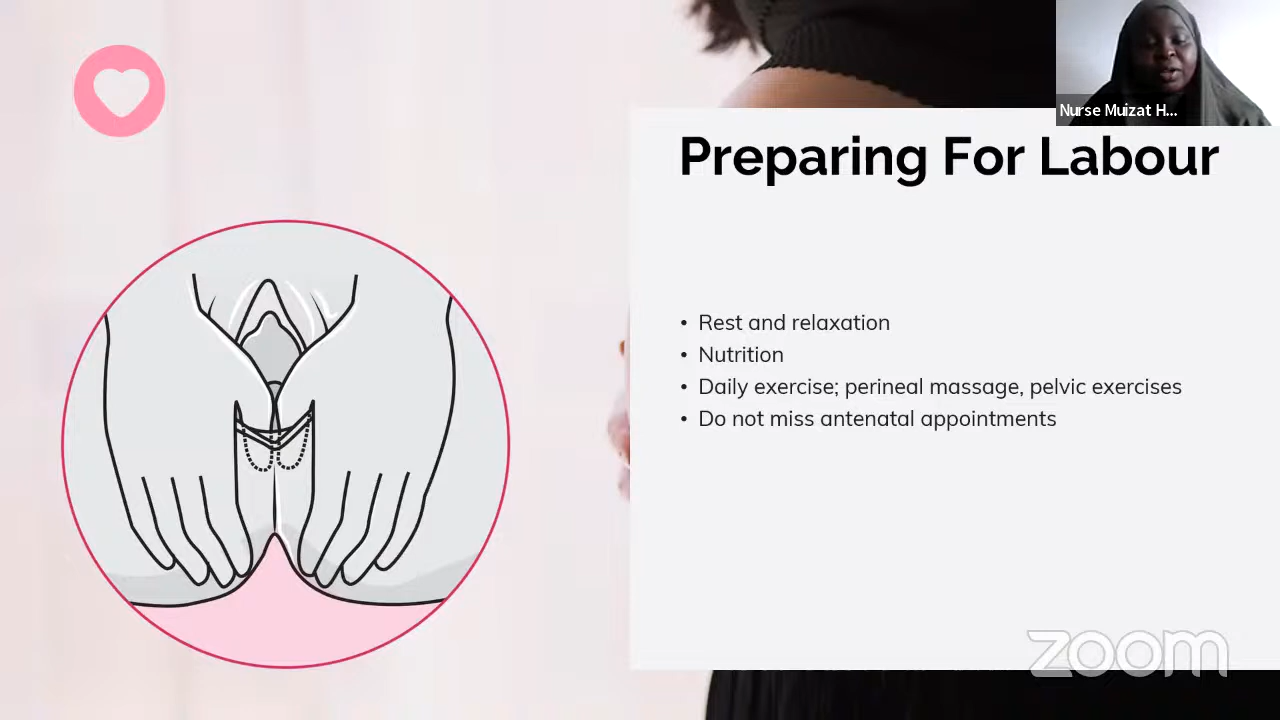 Nurse Muizat H...
Preparing For Labour
• Rest and relaxation
• Nutrition
• Daily exercise; perineal massage, pelvic exercises
• Do not miss antenatal appointments
zoom